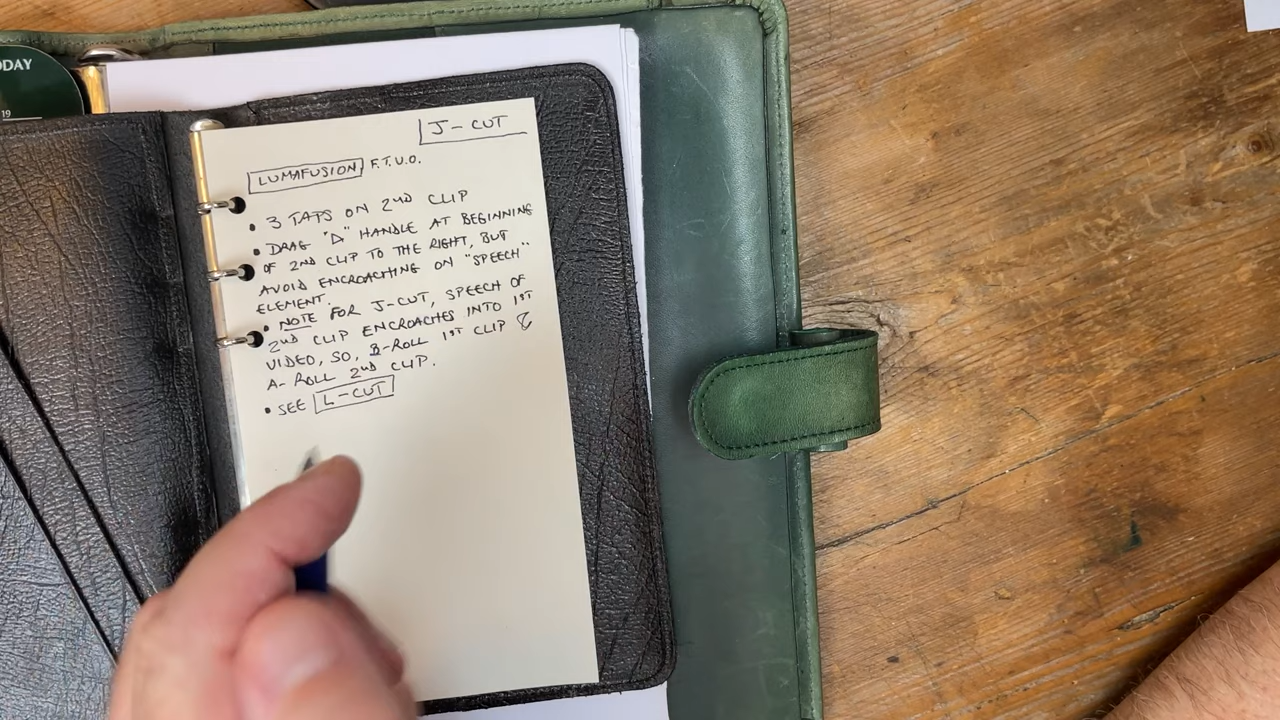 ODAY
19
J-CUT
LUMAFUSION F.T.V.O.
• 3 TAPS ON 2ND CLIP
• DRAG "Δ" HANDLE AT BEGINNING
OF 2ND CLIP TO THE RIGHT, BUT
AVOID ENCROACHING ON "SPEECH"
ELEMENT.
• NOTE FOR J-CUT, SPEECH OF
2ND CLIP ENCROACHES INTO 1ST
VIDEO, SO, B-ROLL 1ST CLIP &
A-ROLL 2ND CLIP.
• SEE L-CUT